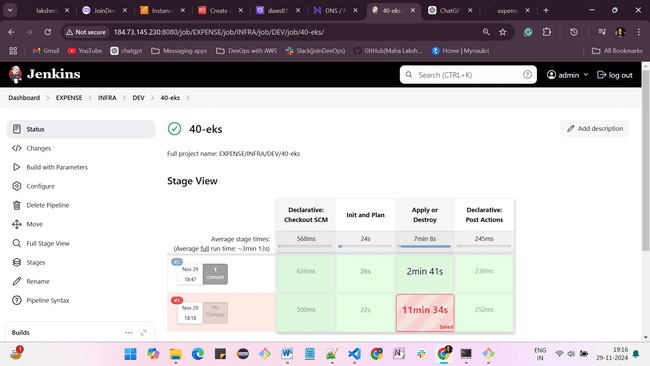 lakshmi
JoinDev
Instance
Create a
daws81
DNS / N
40-eks /
ChatGP
expense
Not secure
184.73.145.230:8080/job/EXPENSE/job/INFRA/job/DEV/job/40-eks/
Gmail
YouTube
chatgpt
Messaging apps
DevOps with AWS
Slack(joinDevOps)
GitHub(Maha Laksh...
Home | Mynaukri
All Bookmarks
Jenkins
Search (CTRL+K)
admin
log out
Dashboard > EXPENSE > INFRA > DEV > 40-eks >
Status
Changes
Build with Parameters
Configure
Delete Pipeline
Move
Full Stage View
Stages
Rename
Pipeline Syntax
Builds
40-eks
Add description
Full project name: EXPENSE/INFRA/DEV/40-eks
Stage View
Declarative:
Checkout SCM
Init and Plan
Apply or
Destroy
Declarative:
Post Actions
Average stage times:
(Average full run time: ~3min 13s)
568ms
24s
7min 8s
245ms
#2
Nov 29
18:47
1
commit
636ms
26s
2min 41s
238ms
#1
Nov 29
18:18
No
Changes
500ms
22s
11min 34s
failed
252ms
1
ENG
IN
19:16
29-11-2024